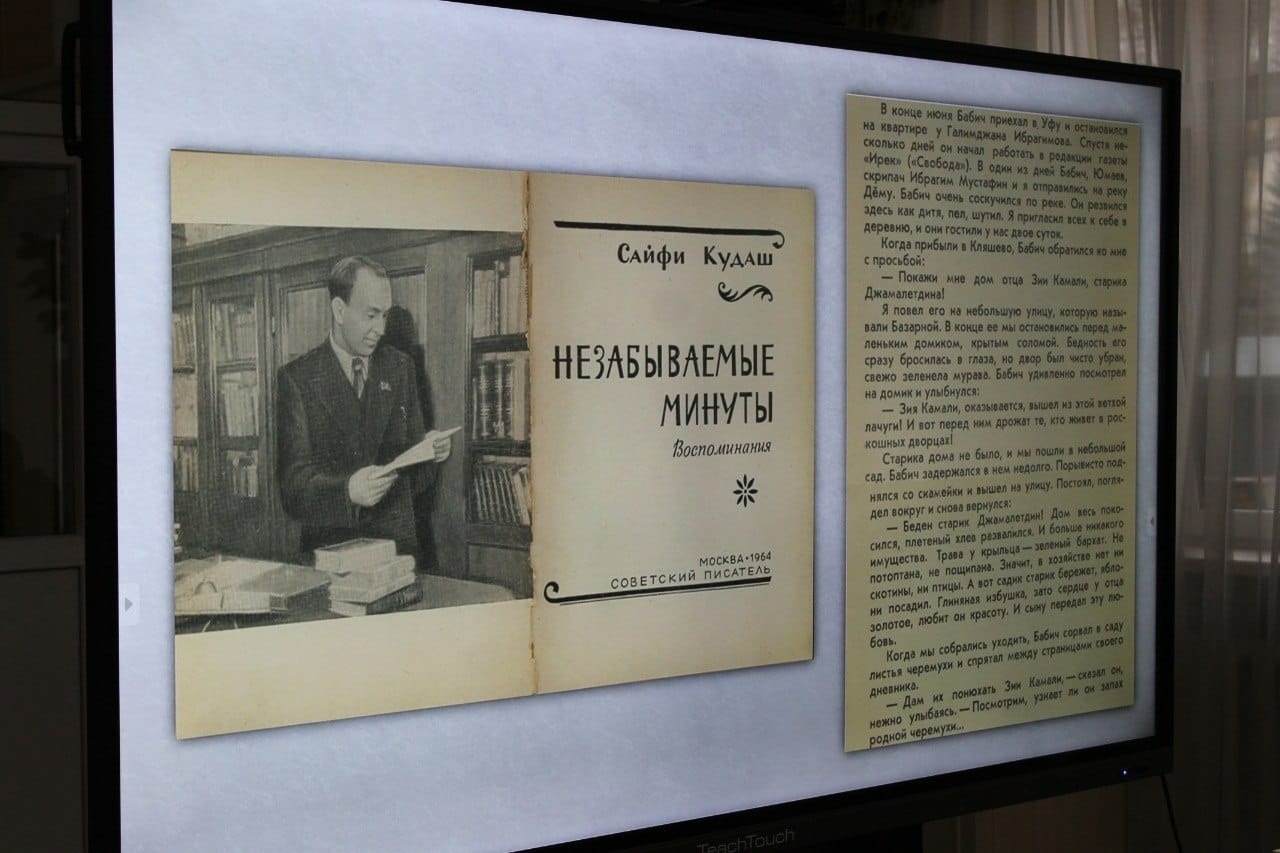 Сайфи Кудаш
НЕЗАБЫВАЕМЫЕ
МИНУТЫ
Воспоминания
МОСКВА • 1964
СОВЕТСКИЙ ПИСАТЕЛЬ
В конце июня Бабич приехал в Уфу и остановился
на квартире у Галимджана Ибрагимова. Спустя не-
сколько дней он начал работать в редакции газеты
«Ирек» («Свобода»). В один из дней Бабич, Юмаев,
скрипач Ибрагим Мустафин и я отправились на реку
Дёму. Бабич очень соскучился по реке. Он резвился
здесь как дитя, пел, шутил. Я пригласил всех к себе в
деревню, и они гостили у нас двое суток.
Когда прибыли в Кляшево, Бабич обратился ко мне
с просьбой:
— Покажи мне дом отца Зии Камали, старика
Джамалетдина!
Я повел его на небольшую улицу, которую назы-
вали Базарной. В конце ее мы остановились перед ма-
леньким домиком, крытым соломой. Бедность его
сразу бросилась в глаза, но двор был чисто убран,
свежо зеленела мурава. Бабич удивленно посмотрел
на домик и улыбнулся:
— Зия Камали, оказывается, вышел из этой ветхой
лачуги! И вот перед ним дрожат те, кто живет в рос-
кошных дворцах!
Старика дома не было, и мы пошли в небольшой
сад. Бабич задержался в нем недолго. Порывисто под-
нялся со скамейки и вышел на улицу. Постоял, погля-
дел вокруг и снова вернулся:
— Беден старик Джамалетдин! Дом весь поко-
сился, плетеный хлев развалился. И больше никакого
имущества. Трава у крыльца — зеленый бархат. Не
потоптана, не пощипана. Значит, в хозяйстве нет ни
скотины, ни птицы. А вот садик старик бережет, ябло-
ни посадил. Глиняная избушка, зато сердце у отца
золотое, любит он красоту. И сыну передал эту лю-
бовь.
Когда мы собрались уходить, Бабич сорвал в саду
листья черемухи и спрятал между страницами своего
дневника.
— Дам их понюхать Зии Камали, — сказал он,
нежно улыбаясь. — Посмотрим, узнает ли он запах
родной черемухи...
TeachTouch